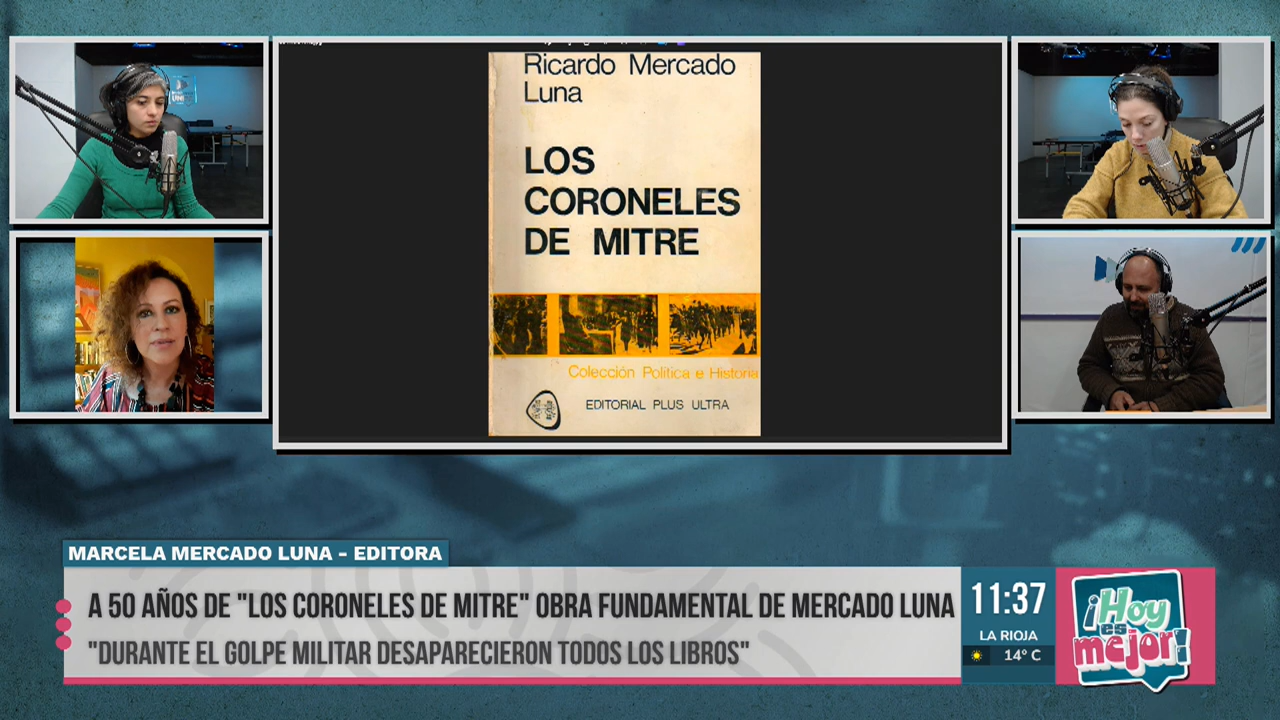 Ricardo Mercado
Luna
LOS
CORONELES
DE MITRE
Colección Política e Historia
EDITORIAL PLUS ULTRA
MARCELA MERCADO LUNA - EDITORA
A 50 AÑOS DE "LOS CORONELES DE MITRE" OBRA FUNDAMENTAL DE MERCADO LUNA
"DURANTE EL GOLPE MILITAR DESAPARECIERON TODOS LOS LIBROS"
11:37
LA RIOJA
14° C
¡Hoy
es
mejor!